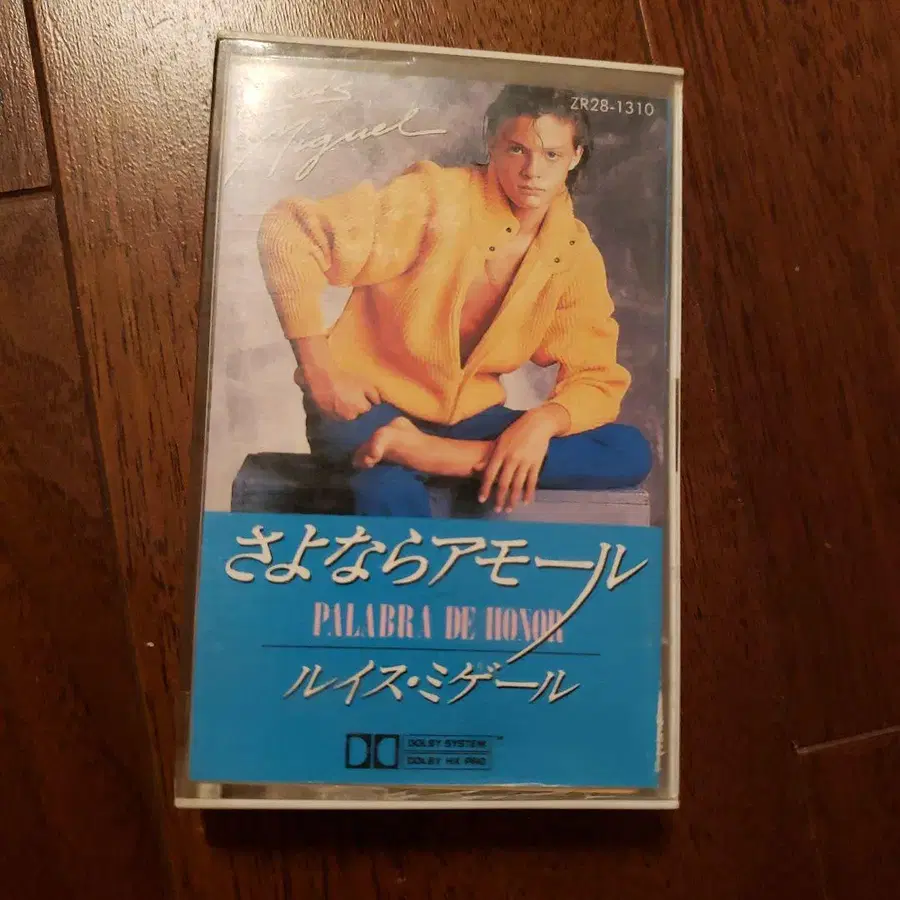 ZR28-1310
Luis
Miguel
さよならアモール
PALABRA DE HONOR
ルイス・ミゲール
DOLBY SYSTEM™
DOLBY HX PRO